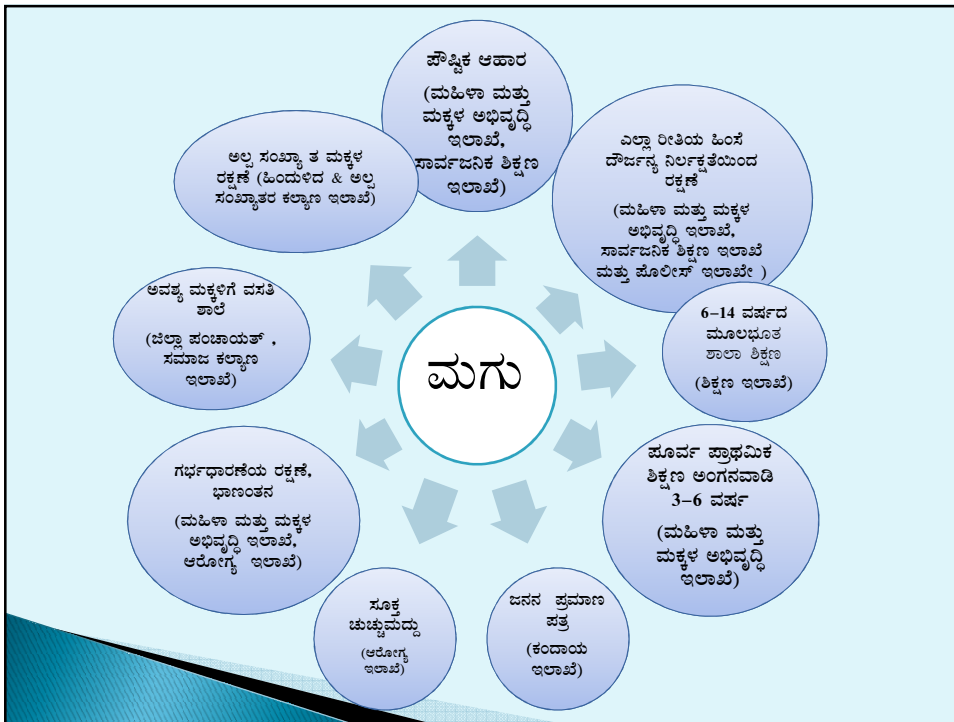 ಪೌಷ್ಟಿಕ ಆಹಾರ
(ಮಹಿಳಾ ಮತ್ತು
ಮಕ್ಕಳ ಅಭಿವೃದ್ಧಿ
ಇಲಾಖೆ,
ಸಾರ್ವಜನಿಕ ಶಿಕ್ಷಣ
ಇಲಾಖೆ)
ಎಲ್ಲಾ ರೀತಿಯ ಹಿಂಸೆ
ದೌರ್ಜನ್ಯ ನಿರ್ಲಕ್ಷತೆಯಿಂದ
ರಕ್ಷಣೆ
(ಮಹಿಳಾ ಮತ್ತು ಮಕ್ಕಳ
ಅಭಿವೃದ್ಧಿ ಇಲಾಖೆ,
ಸಾರ್ವಜನಿಕ ಶಿಕ್ಷಣ ಇಲಾಖೆ
ಮತ್ತು ಪೊಲೀಸ್ ಇಲಾಖೇ )
6–14 ವರ್ಷದ
ಮೂಲಭೂತ
ಶಾಲಾ ಶಿಕ್ಷಣ
(ಶಿಕ್ಷಣ ಇಲಾಖೆ)
ಪೂರ್ವ ಪ್ರಾಥಮಿಕ
ಶಿಕ್ಷಣ ಅಂಗನವಾಡಿ
3–6 ವರ್ಷ
(ಮಹಿಳಾ ಮತ್ತು
ಮಕ್ಕಳ ಅಭಿವೃದ್ಧಿ
ಇಲಾಖೆ)
ಜನನ ಪ್ರಮಾಣ
ಪತ್ರ
(ಕಂದಾಯ
ಇಲಾಖೆ)
ಸೂಕ್ತ
ಚುಚ್ಚುಮದ್ದು
(ಆರೋಗ್ಯ
ಇಲಾಖೆ)
ಗರ್ಭಧಾರಣೆಯ ರಕ್ಷಣೆ,
ಭಾಣಂತನ
(ಮಹಿಳಾ ಮತ್ತು ಮಕ್ಕಳ
ಅಭಿವೃದ್ಧಿ ಇಲಾಖೆ,
ಆರೋಗ್ಯ ಇಲಾಖೆ)
ಅವಶ್ಯ ಮಕ್ಕಳಿಗೆ ವಸತಿ
ಶಾಲೆ
(ಜಿಲ್ಲಾ ಪಂಚಾಯತ್ ,
ಸಮಾಜ ಕಲ್ಯಾಣ
ಇಲಾಖೆ)
ಅಲ್ಪ ಸಂಖ್ಯಾ ತ ಮಕ್ಕಳ
ರಕ್ಷಣೆ (ಹಿಂದುಳಿದ & ಅಲ್ಪ
ಸಂಖ್ಯಾತರ ಕಲ್ಯಾಣ ಇಲಾಖೆ)
ಮಗು